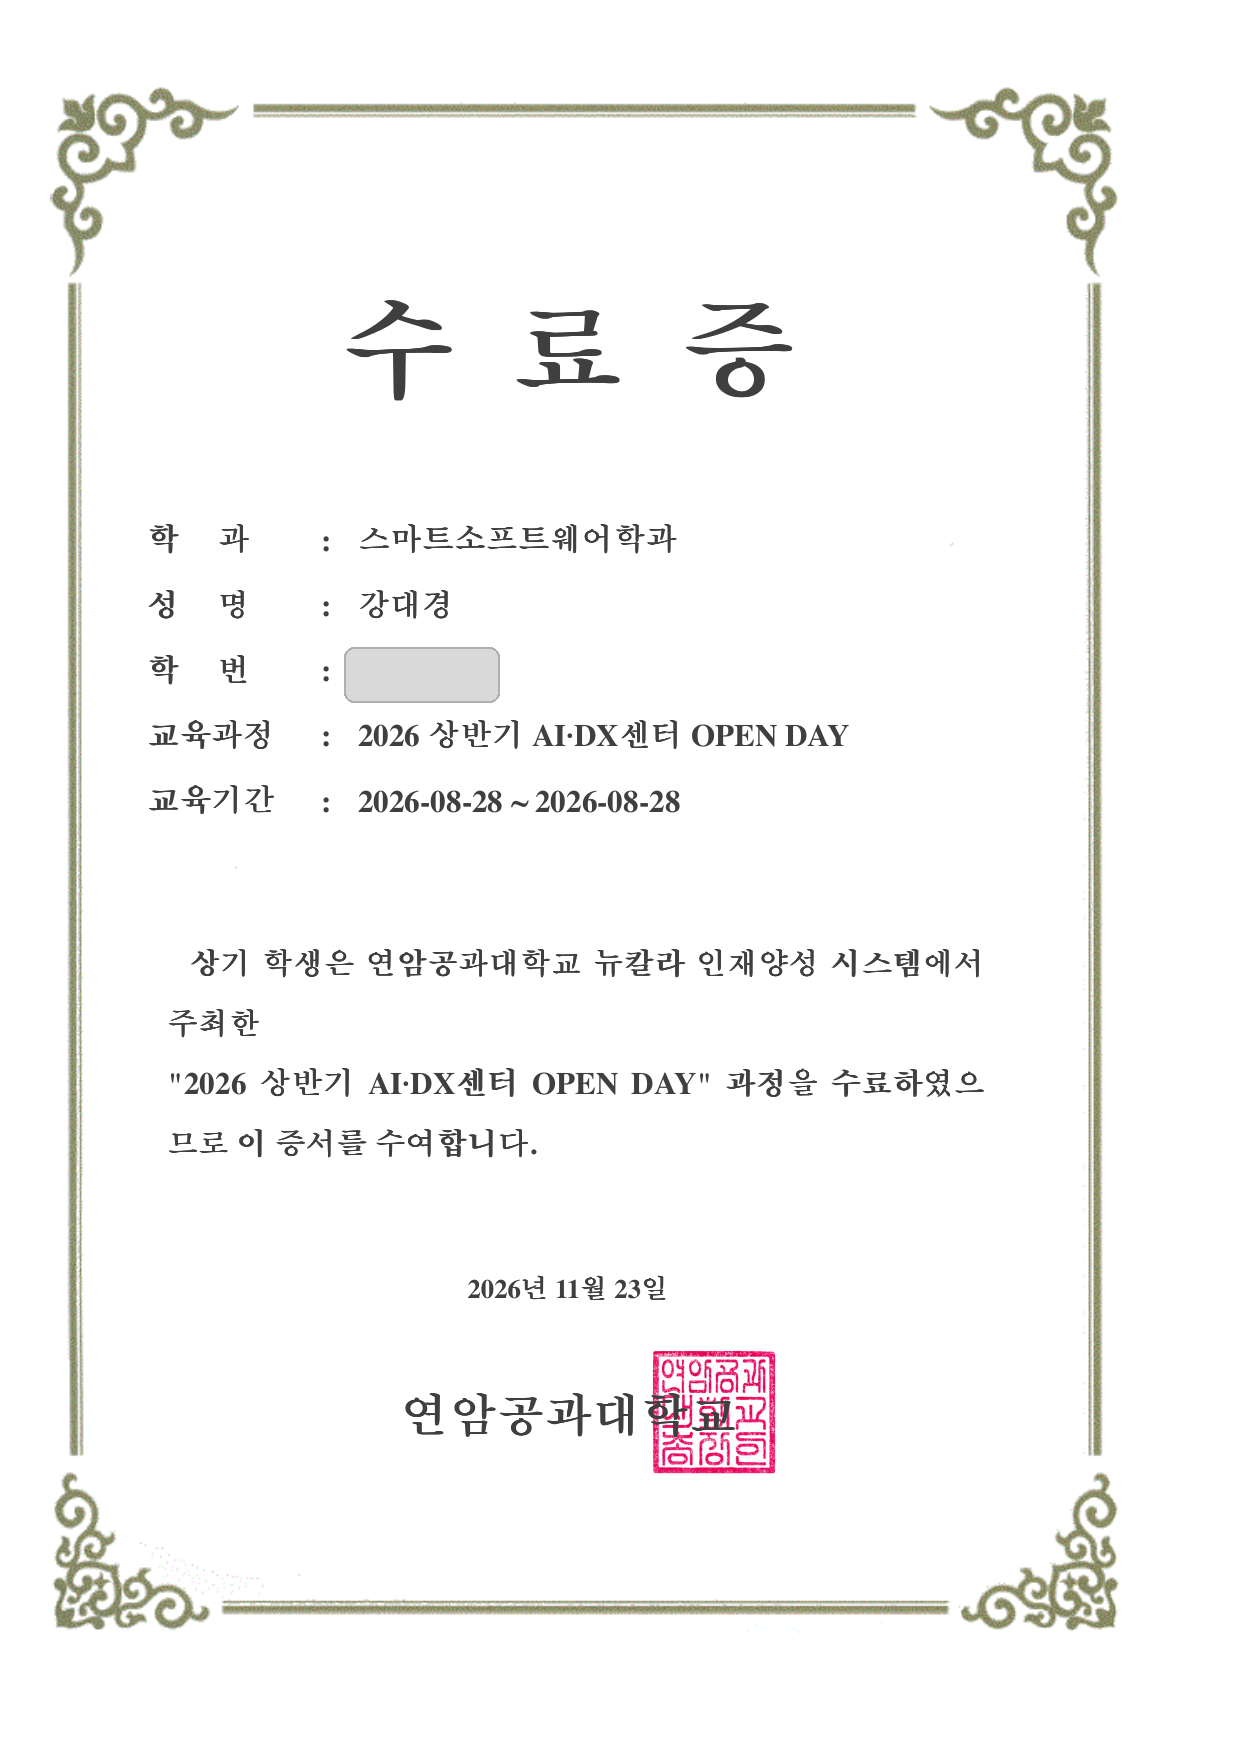 수 료 증
학 과 : 스마트소프트웨어학과
성 명 : 강대경
학 번 :
교육과정 : 2026 상반기 AI·DX센터 OPEN DAY
교육기간 : 2026-08-28 ~ 2026-08-28
상기 학생은 연암공과대학교 뉴칼라 인재양성 시스템에서
주최한
"2026 상반기 AI·DX센터 OPEN DAY" 과정을 수료하였으
므로 이 증서를 수여합니다.
2026년 11월 23일
연암공과대학교